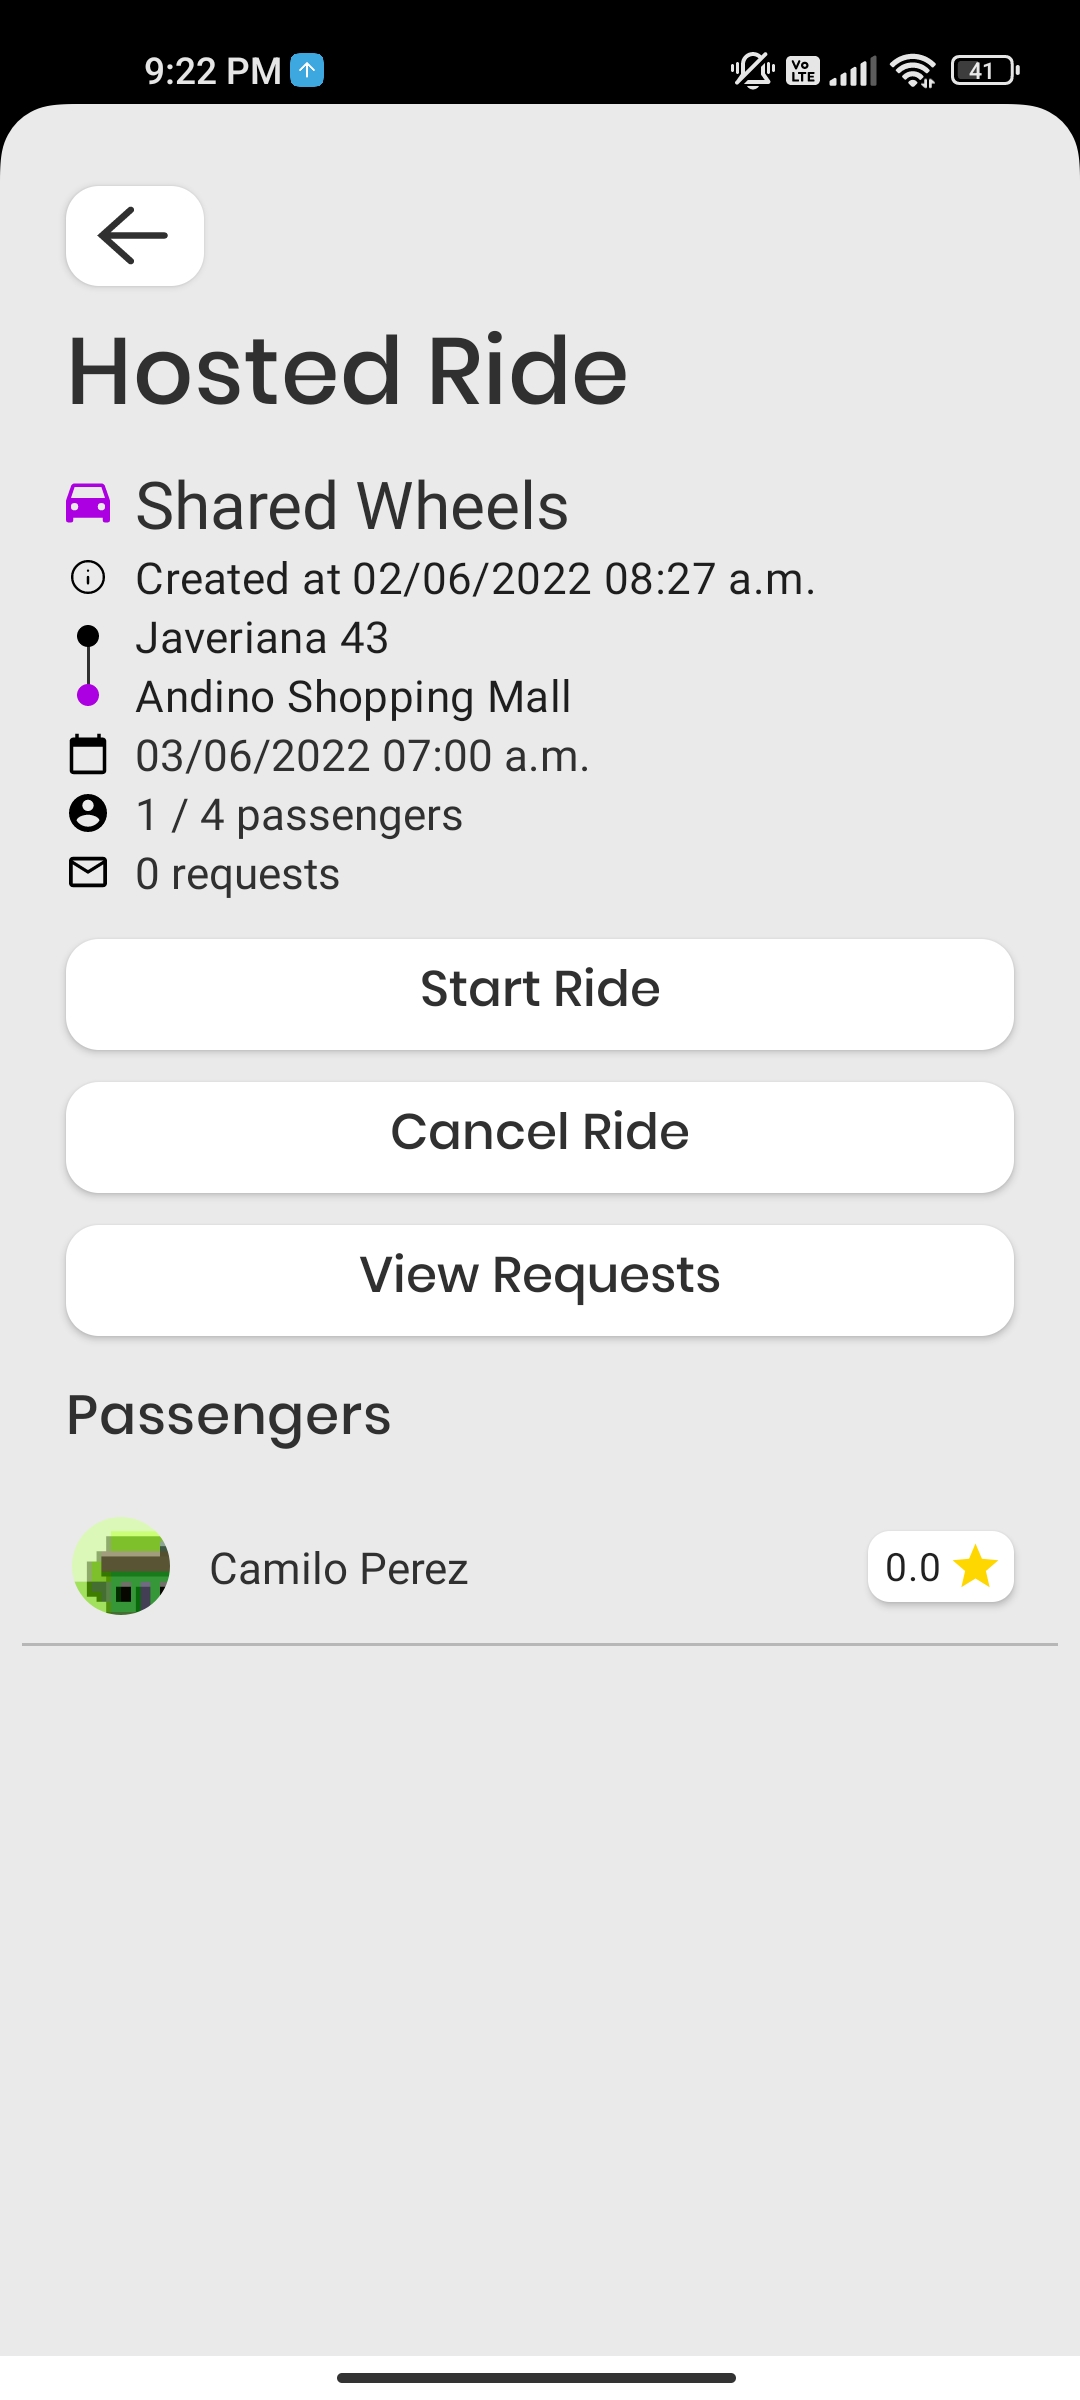 9:22 PM
Vo LTE
41
Hosted Ride
Shared Wheels
Created at 02/06/2022 08:27 a.m.
Javeriana 43
Andino Shopping Mall
03/06/2022 07:00 a.m.
1 / 4 passengers
0 requests
Start Ride
Cancel Ride
View Requests
Passengers
Camilo Perez
0.0